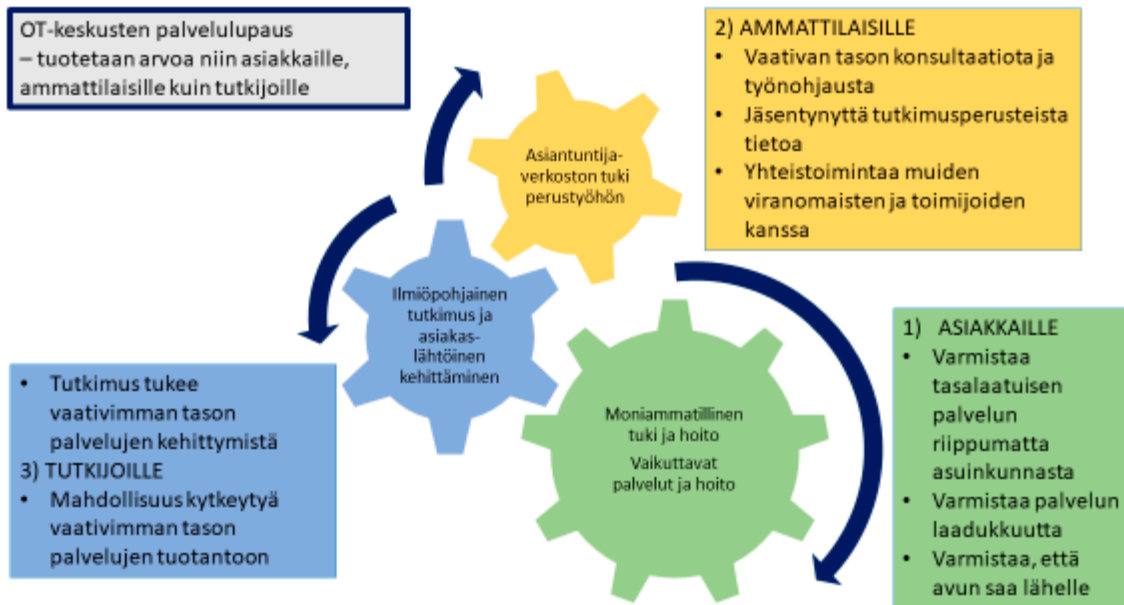 OT-keskusten palvelulupaus
– tuotetaan arvoa niin asiakkaille,
ammattilaisille kuin tutkijoille
2) AMMATTILAISILLE
• Vaativan tason konsultaatiota ja
työnohjausta
• Jäsentynyttä tutkimusperusteista
tietoa
• Yhteistoimintaa muiden
viranomaisten ja toimijoiden
kanssa
Asiantuntija-
verkoston tuki
perustyöhön
Ilmiöpohjainen
tutkimus ja
asiakas-
lähtöinen
kehittäminen
Moniammatillinen
tuki ja hoito
Vaikuttavat
palvelut ja hoito
1) ASIAKKAILLE
• Varmistaa
tasalaatuisen
palvelun
riippumatta
asuinkunnasta
• Varmistaa palvelun
laadukkuutta
• Varmistaa, että
avun saa lähelle
• Tutkimus tukee
vaativimman tason
palvelujen kehittymistä
3) TUTKIJOILLE
• Mahdollisuus kytkeytyä
vaativimman tason
palvelujen tuotantoon